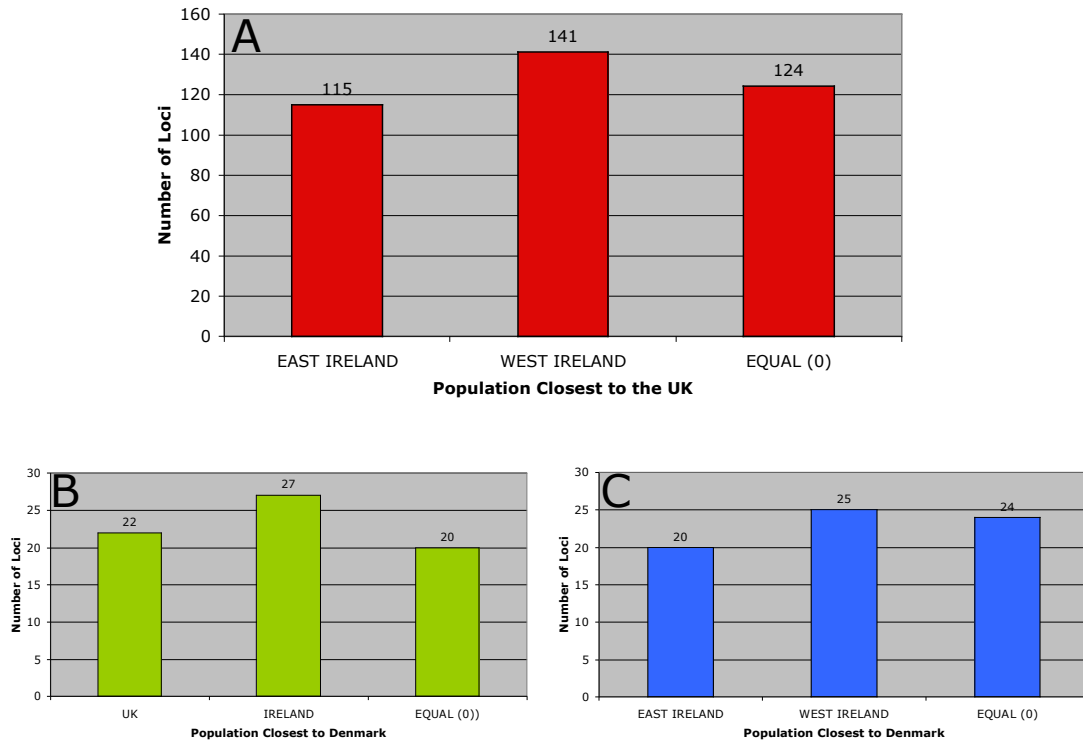 A
160
140
120
100
80
60
40
20
0
Number of Loci
115
141
124
EAST IRELAND WEST IRELAND EQUAL (0)
Population Closest to the UK
B
30
25
20
15
10
5
0
Number of Loci
22
27
20
UK IRELAND EQUAL (0))
Population Closest to Denmark
C
30
25
20
15
10
5
0
Number of Loci
20
25
24
EAST IRELAND WEST IRELAND EQUAL (0)
Population Closest to Denmark